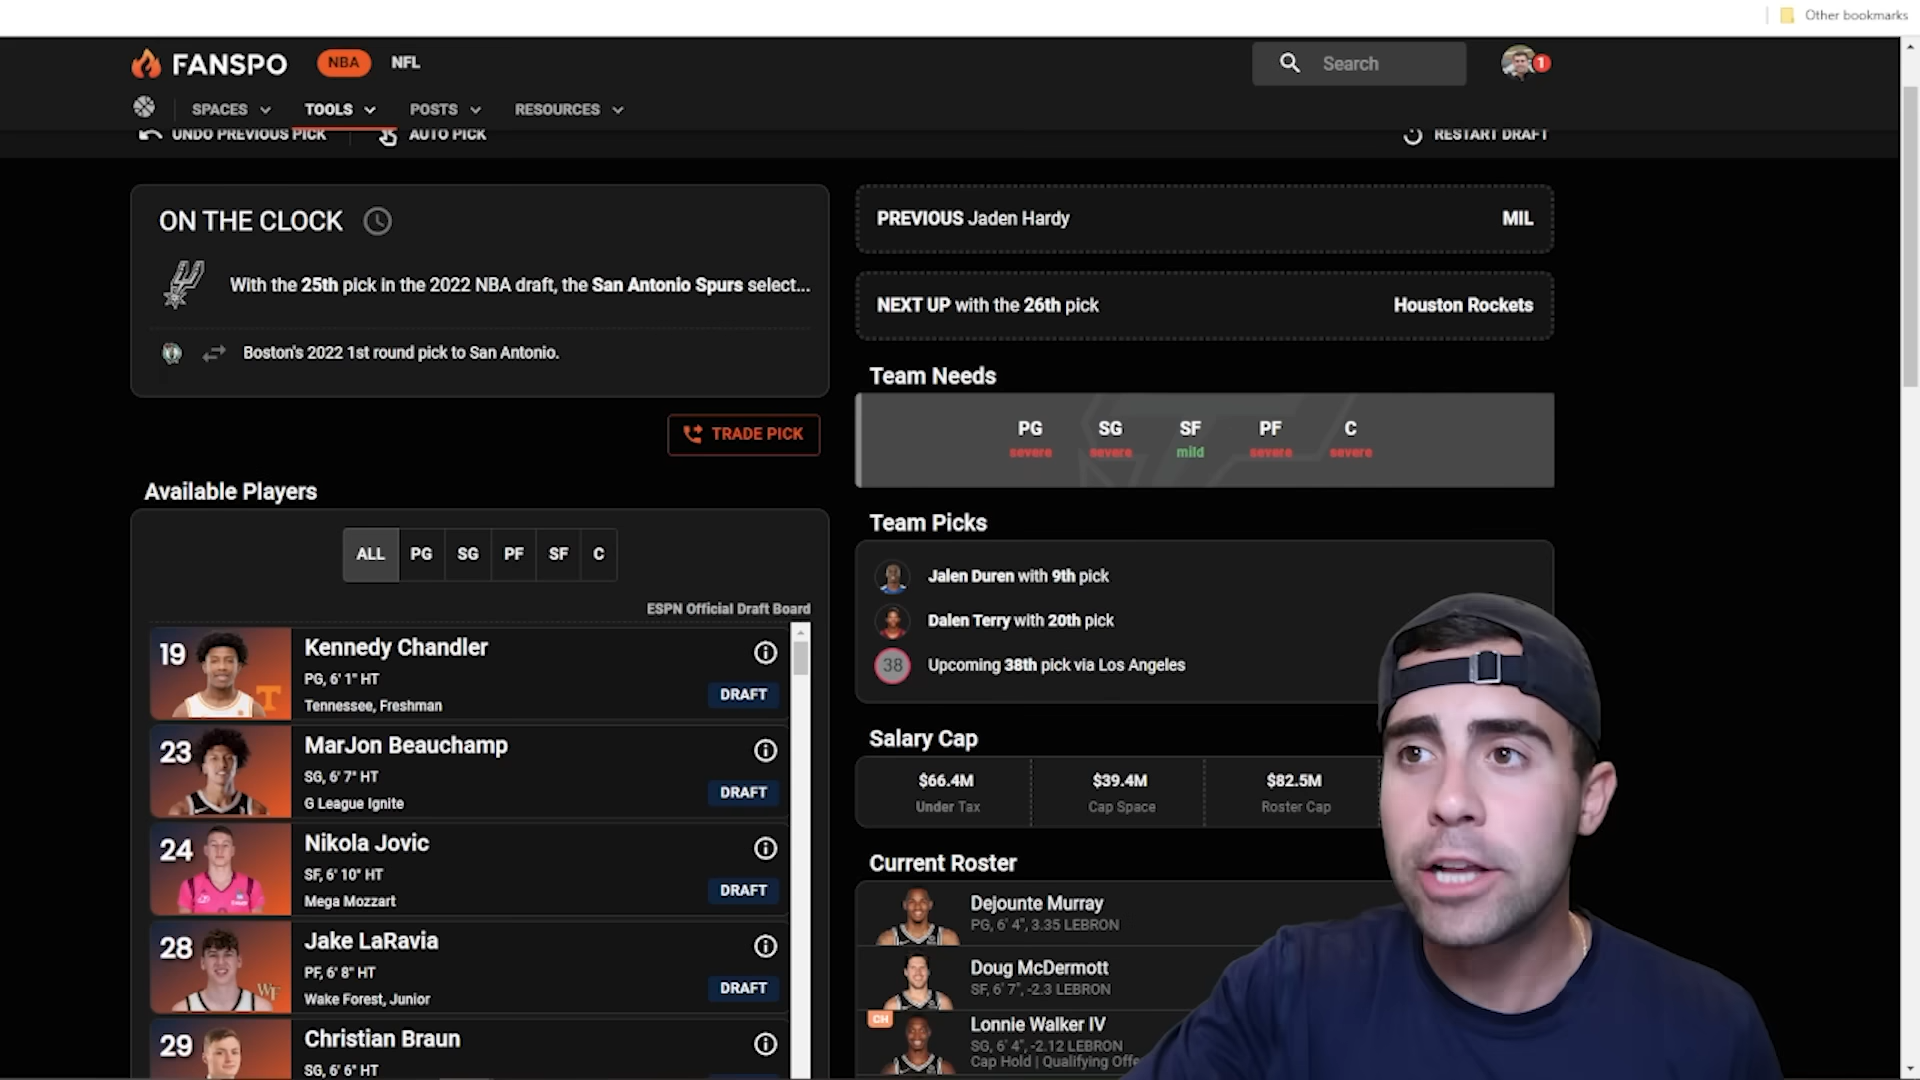 Other bookmarks
FANSPO
NBA
NFL
Search
1
SPACES
TOOLS
POSTS
RESOURCES
UNDO PREVIOUS PICK
AUTO PICK
RESTART DRAFT
ON THE CLOCK
With the 25th pick in the 2022 NBA draft, the San Antonio Spurs select...
Boston's 2022 1st round pick to San Antonio.
TRADE PICK
Available Players
ALL PG SG PF SF C
ESPN Official Draft Board
19
Kennedy Chandler
PG, 6' 1" HT
Tennessee, Freshman
DRAFT
23
MarJon Beauchamp
SG, 6' 7" HT
G League Ignite
DRAFT
24
Nikola Jovic
SF, 6' 10" HT
Mega Mozzart
DRAFT
28
Jake LaRavia
PF, 6' 8" HT
Wake Forest, Junior
DRAFT
29
Christian Braun
SG, 6' 6" HT
PREVIOUS Jaden Hardy
MIL
NEXT UP with the 26th pick
Houston Rockets
Team Needs
PG SG SF PF C
severe severe mild severe severe
Team Picks
Jalen Duren with 9th pick
Dalen Terry with 20th pick
38
Upcoming 38th pick via Los Angeles
Salary Cap
$66.4M $39.4M $82.5M
Under Tax Cap Space Roster Cap
Current Roster
Dejounte Murray
PG, 6' 4", 3.35 LEBRON
Doug McDermott
SF, 6' 7", -2.3 LEBRON
CH
Lonnie Walker IV
SG, 6' 4", -2.12 LEBRON
Cap Hold | Qualifying Offe